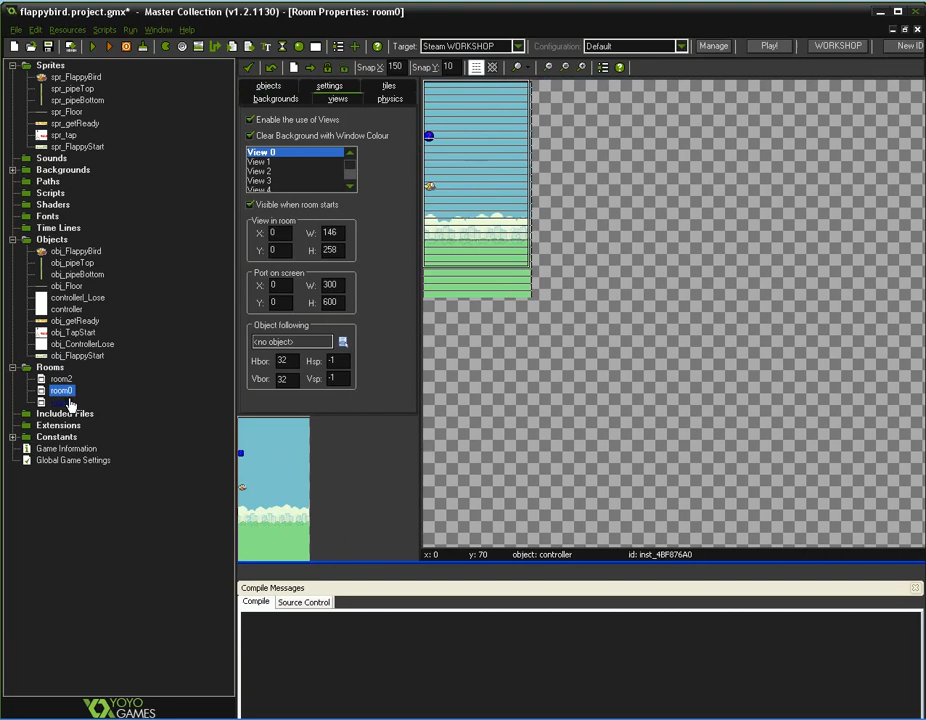 flappybird.project.gmx* - Master Collection (v1.2.1130) - [Room Properties: room0]
File Edit Resources Scripts Run Window Help
Target: Steam WORKSHOP Configuration: Default Manage Play! WORKSHOP New ID
Sprites
spr_FlappyBird
spr_pipeTop
spr_pipeBottom
spr_Floor
spr_getReady
spr_tap
spr_FlappyStart
Sounds
Backgrounds
Paths
Scripts
Shaders
Fonts
Time Lines
Objects
obj_FlappyBird
obj_pipeTop
obj_pipeBottom
obj_Floor
controllerl_Lose
controller
obj_getReady
obj_TapStart
obj_ControllerLose
obj_FlappyStart
Rooms
room2
room0
Included Files
Extensions
Constants
Game Information
Global Game Settings
YOYO
GAMES
Snap X 150 Snap Y 10
objects settings tiles
backgrounds views physics
Enable the use of Views
Clear Background with Window Colour
View 0
View 1
View 2
View 3
View 4
Visible when room starts
View in room
X: 0 W: 146
Y: 0 H: 258
Port on screen
X: 0 W: 300
Y: 0 H: 600
Object following
<no object>
Hbor: 32 Hsp: -1
Vbor: 32 Vsp: -1
x: 0 y: 70 object: controller id: inst_4BF876A0
Compile Messages
Compile Source Control